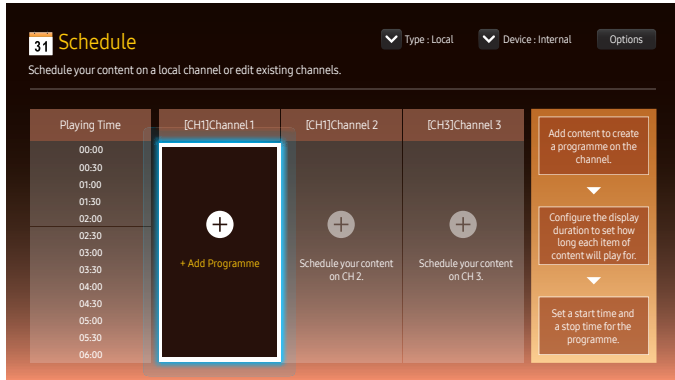 31 Schedule
Type : Local
Device : Internal
Options
Schedule your content on a local channel or edit existing channels.
Playing Time
[CH1]Channel 1
[CH1]Channel 2
[CH3]Channel 3
00:00
00:30
01:00
01:30
02:00
02:30
03:00
03:30
04:00
04:30
05:00
05:30
06:00
+ Add Programme
Schedule your content
on CH 2.
Schedule your content
on CH 3.
Add content to create
a programme on the
channel.
Configure the display
duration to set how
long each item of
content will play for.
Set a start time and
a stop time for the
programme.